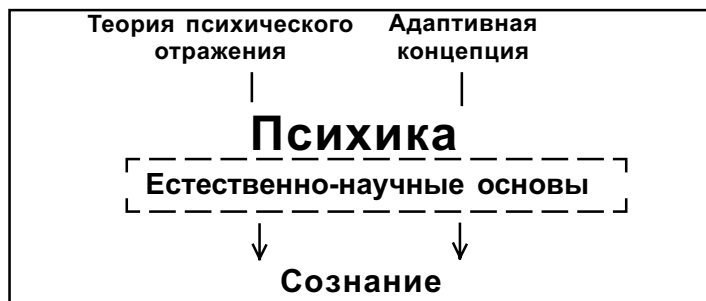 Теория психического
отражения
Адаптивная
концепция
Психика
Естественно-научные основы
Сознание